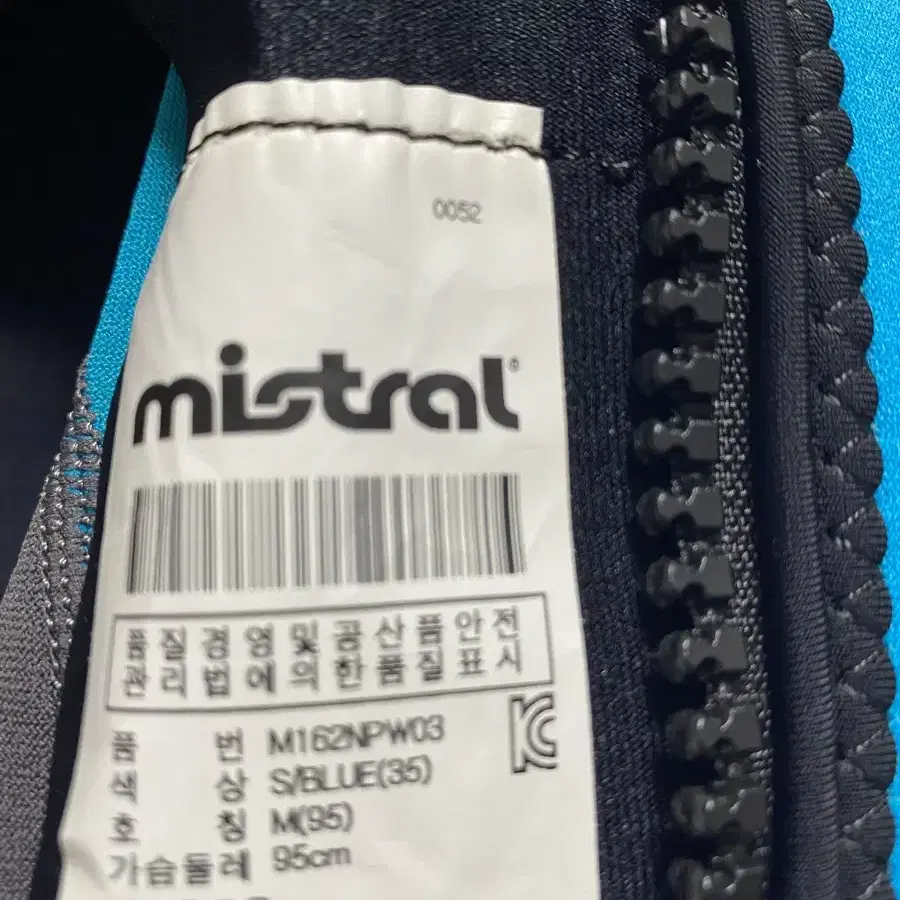 0052
mistral
품질경영및공산품안전
관리법에의한품질표시
품 번 M162NPW03
색 상 S/BLUE(35)
호 칭 M(95)
가슴둘레 95cm